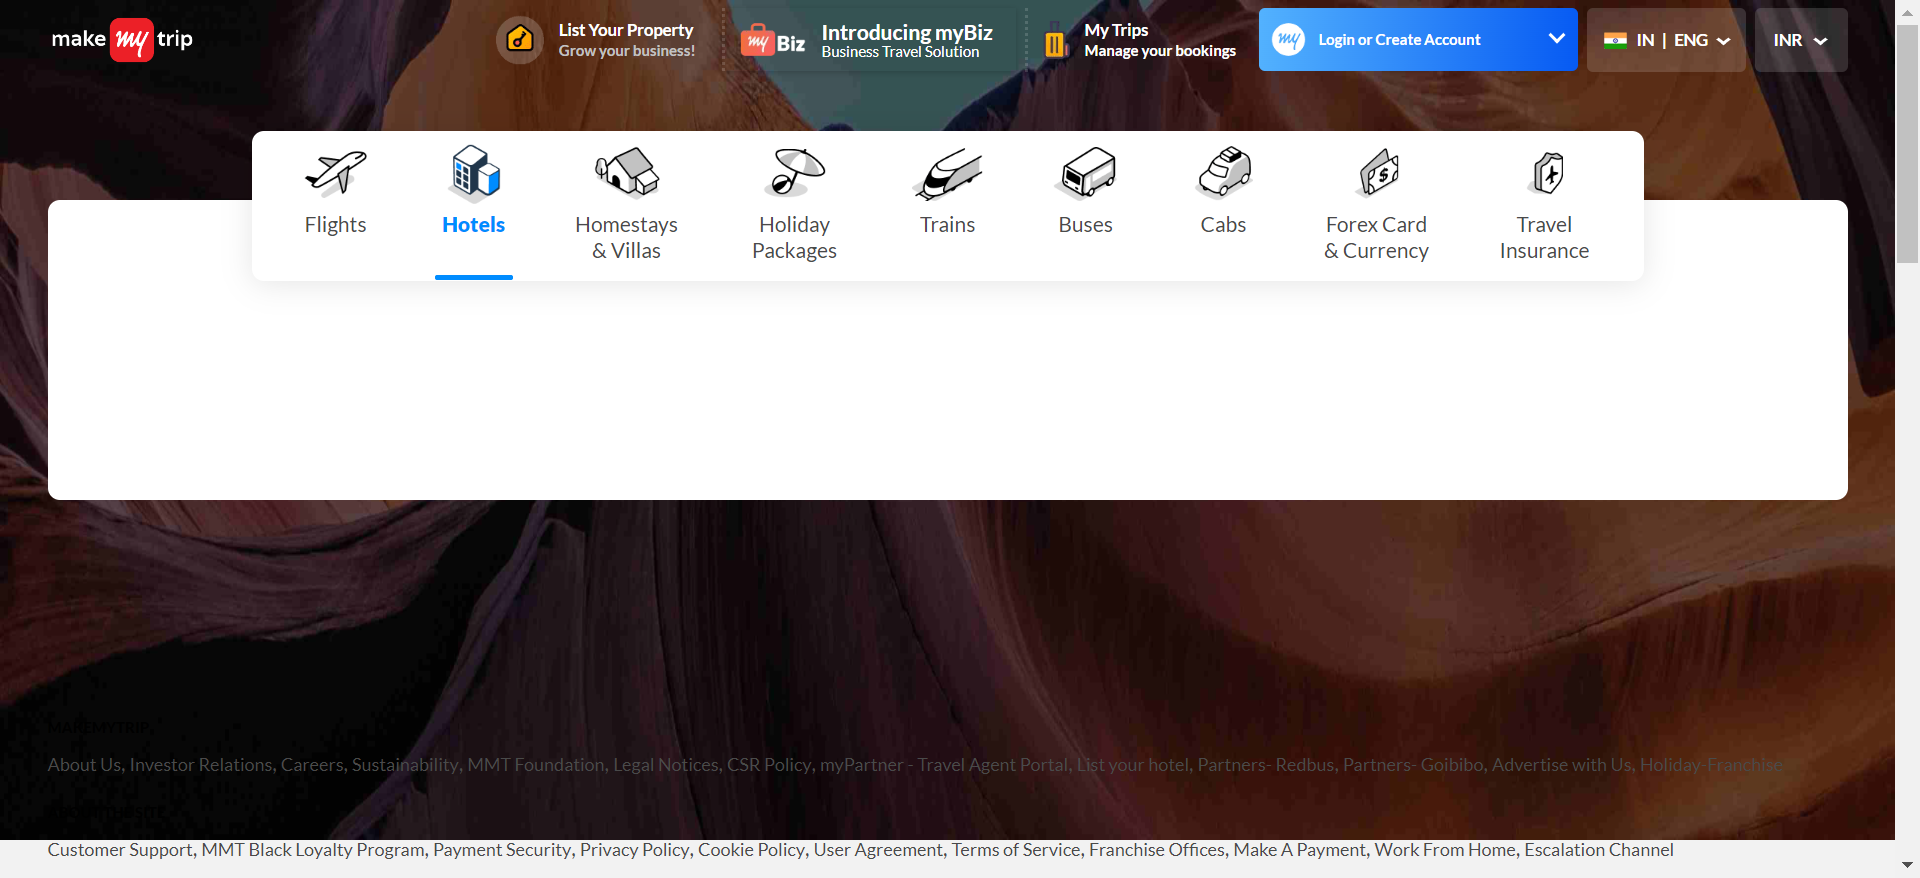 make my trip
List Your Property
Grow your business!
my Biz
Introducing myBiz
Business Travel Solution
My Trips
Manage your bookings
my
Login or Create Account
IN | ENG
INR
Flights
Hotels
Homestays
& Villas
Holiday
Packages
Trains
Buses
Cabs
Forex Card
& Currency
Travel
Insurance
MAKEMYTRIP
About Us, Investor Relations, Careers, Sustainability, MMT Foundation, Legal Notices, CSR Policy, myPartner - Travel Agent Portal, List your hotel, Partners- Redbus, Partners- Goibibo, Advertise with Us, Holiday-Franchise
Customer Support, MMT Black Loyalty Program, Payment Security, Privacy Policy, Cookie Policy, User Agreement, Terms of Service, Franchise Offices, Make A Payment, Work From Home, Escalation Channel